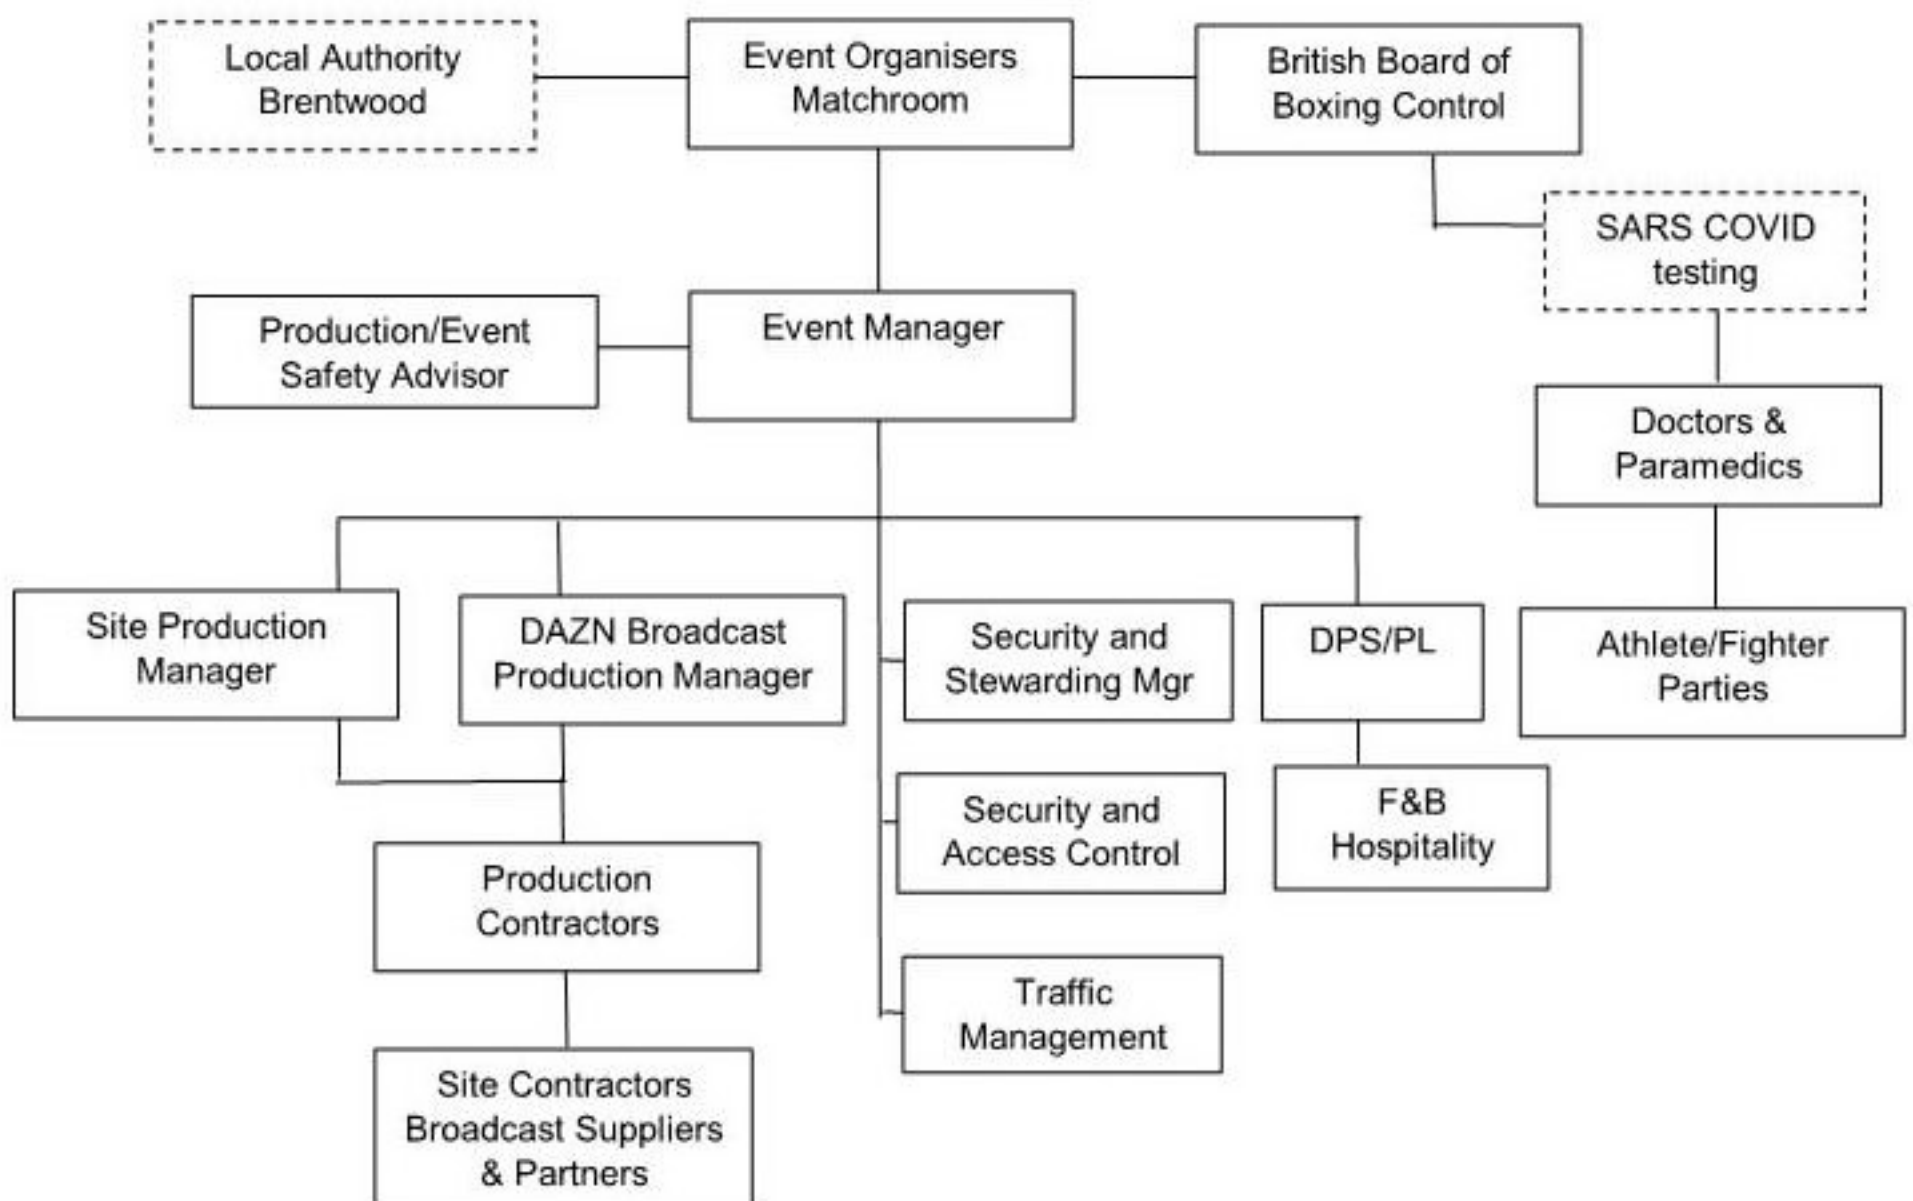 Local Authority
Brentwood
Event Organisers
Matchroom
British Board of
Boxing Control
SARS COVID
testing
Production/Event
Safety Advisor
Event Manager
Doctors &
Paramedics
Site Production
Manager
DAZN Broadcast
Production Manager
Security and
Stewarding Mgr
DPS/PL
Athlete/Fighter
Parties
Security and
Access Control
F&B
Hospitality
Production
Contractors
Traffic
Management
Site Contractors
Broadcast Suppliers
& Partners